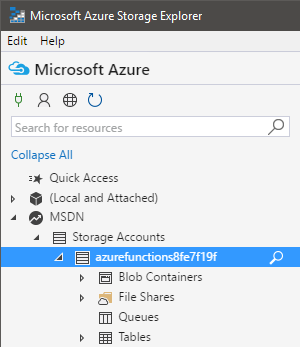 Microsoft Azure Storage Explorer
Edit Help
Microsoft Azure
Search for resources
Collapse All
Quick Access
(Local and Attached)
MSDN
Storage Accounts
azurefunctions8fe7f19f
Blob Containers
File Shares
Queues
Tables